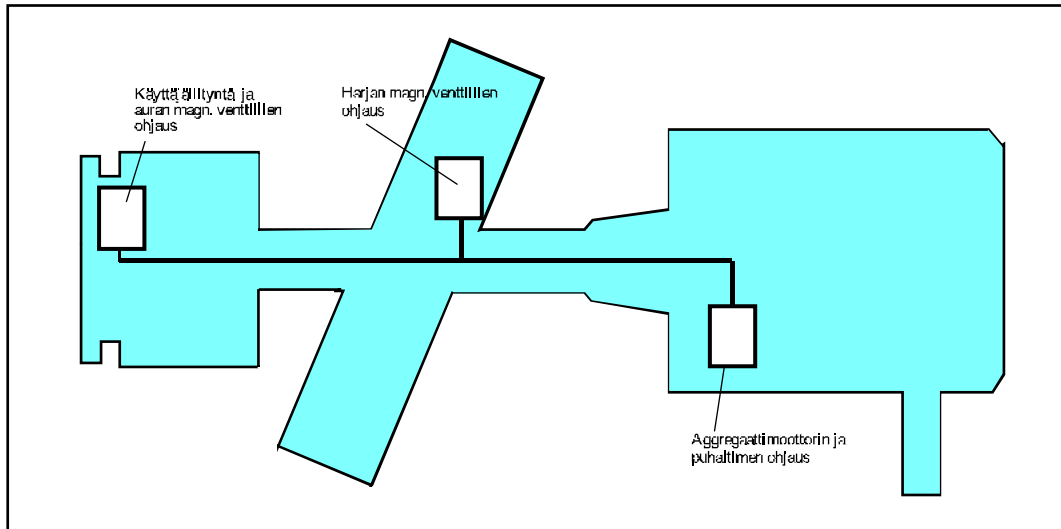 Käyttäjäliityntä ja
auran magn. venttiilien
ohjaus
Harjan magn. venttiilien
ohjaus
Aggregaattimoottorin ja
puhaltimen ohjaus